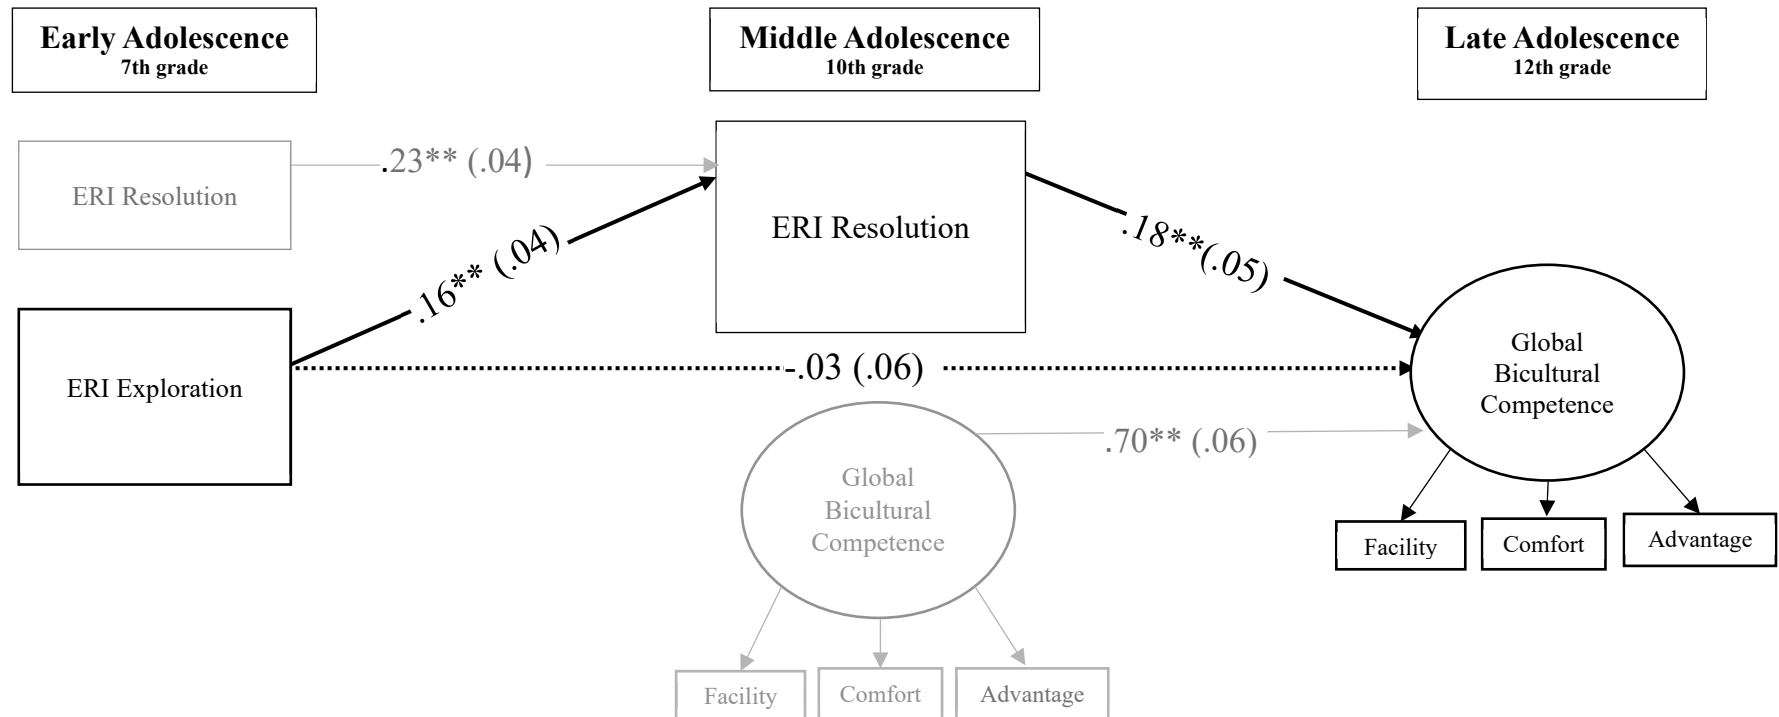 Early Adolescence
7th grade
Middle Adolescence
10th grade
Late Adolescence
12th grade
ERI Resolution
.23** (.04)
ERI Resolution
.16** (.04)
.18**(.05)
ERI Exploration
-.03 (.06)
Global
Bicultural
Competence
.70** (.06)
Facility
Comfort
Advantage
Global
Bicultural
Competence
Facility
Comfort
Advantage